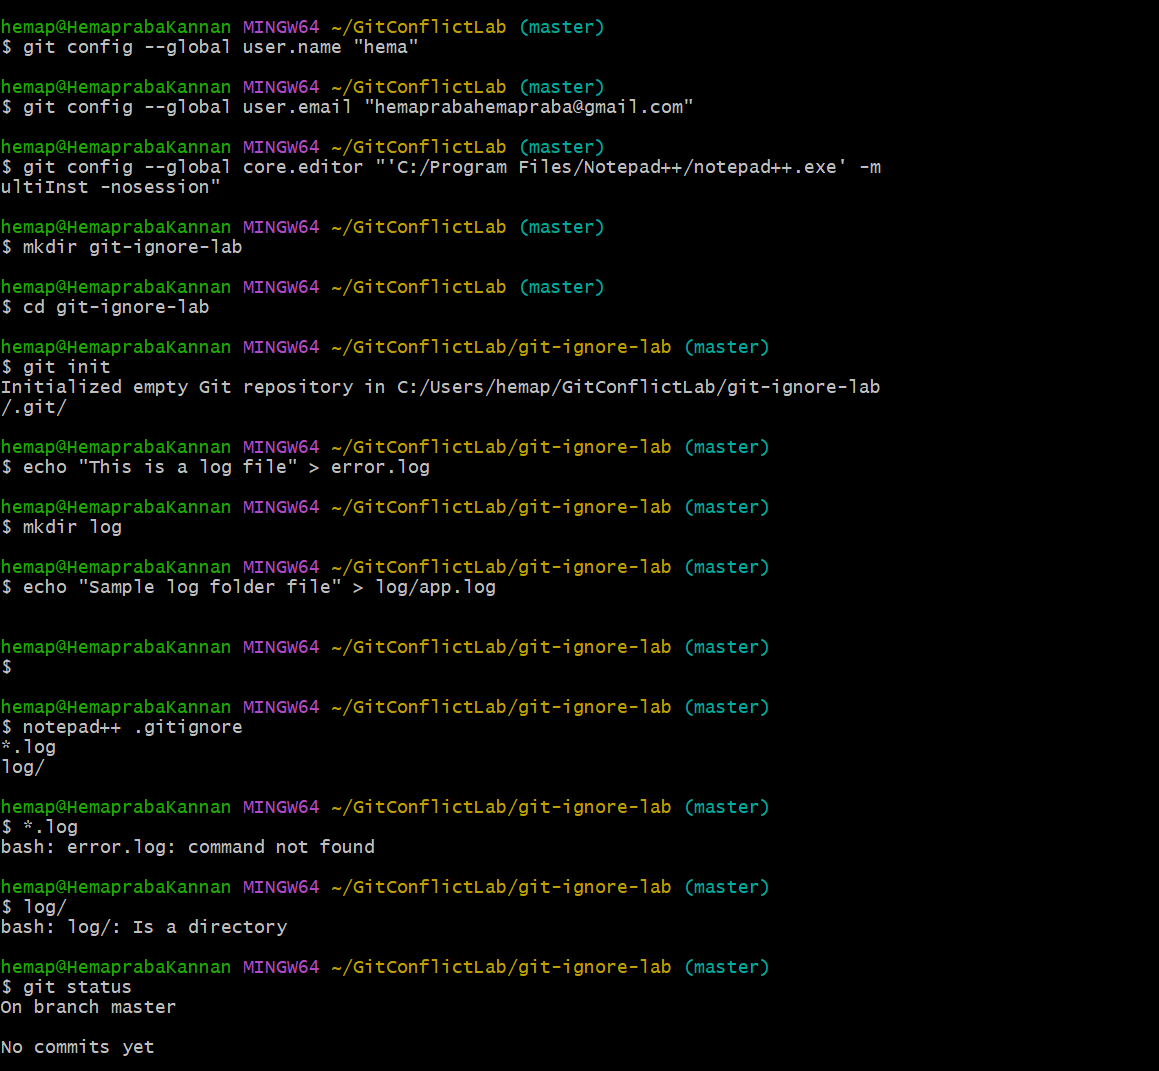 hemap@HemaprabaKannan MINGW64 ~/GitConflictLab (master)
$ git config --global user.name "hema"
hemap@HemaprabaKannan MINGW64 ~/GitConflictLab (master)
$ git config --global user.email "hemaprabahemapraba@gmail.com"
hemap@HemaprabaKannan MINGW64 ~/GitConflictLab (master)
$ git config --global core.editor "'C:/Program Files/Notepad++/notepad++.exe' -m
ultiInst -nosession"
hemap@HemaprabaKannan MINGW64 ~/GitConflictLab (master)
$ mkdir git-ignore-lab
hemap@HemaprabaKannan MINGW64 ~/GitConflictLab (master)
$ cd git-ignore-lab
hemap@HemaprabaKannan MINGW64 ~/GitConflictLab/git-ignore-lab (master)
$ git init
Initialized empty Git repository in C:/Users/hemap/GitConflictLab/git-ignore-lab
/.git/
hemap@HemaprabaKannan MINGW64 ~/GitConflictLab/git-ignore-lab (master)
$ echo "This is a log file" > error.log
hemap@HemaprabaKannan MINGW64 ~/GitConflictLab/git-ignore-lab (master)
$ mkdir log
hemap@HemaprabaKannan MINGW64 ~/GitConflictLab/git-ignore-lab (master)
$ echo "Sample log folder file" > log/app.log
hemap@HemaprabaKannan MINGW64 ~/GitConflictLab/git-ignore-lab (master)
$
hemap@HemaprabaKannan MINGW64 ~/GitConflictLab/git-ignore-lab (master)
$ notepad++ .gitignore
*.log
log/
hemap@HemaprabaKannan MINGW64 ~/GitConflictLab/git-ignore-lab (master)
$ *.log
bash: error.log: command not found
hemap@HemaprabaKannan MINGW64 ~/GitConflictLab/git-ignore-lab (master)
$ log/
bash: log/: Is a directory
hemap@HemaprabaKannan MINGW64 ~/GitConflictLab/git-ignore-lab (master)
$ git status
On branch master
No commits yet